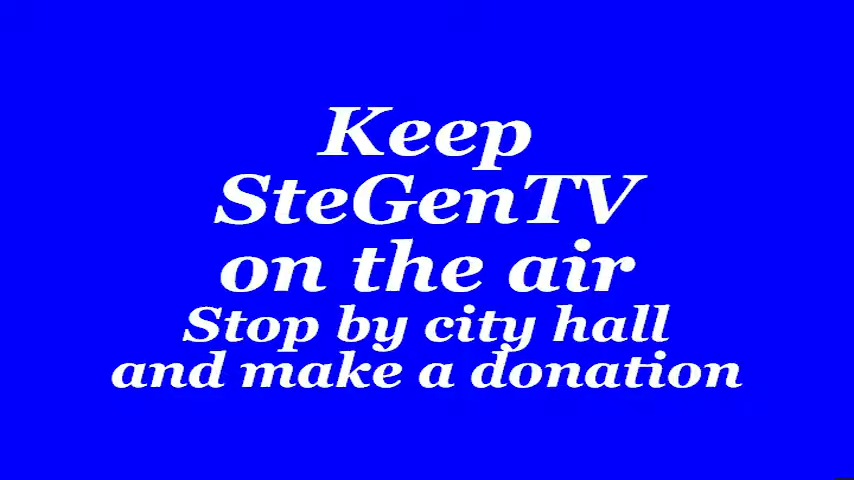 Keep
SteGenTV
on the air
Stop by city hall
and make a donation